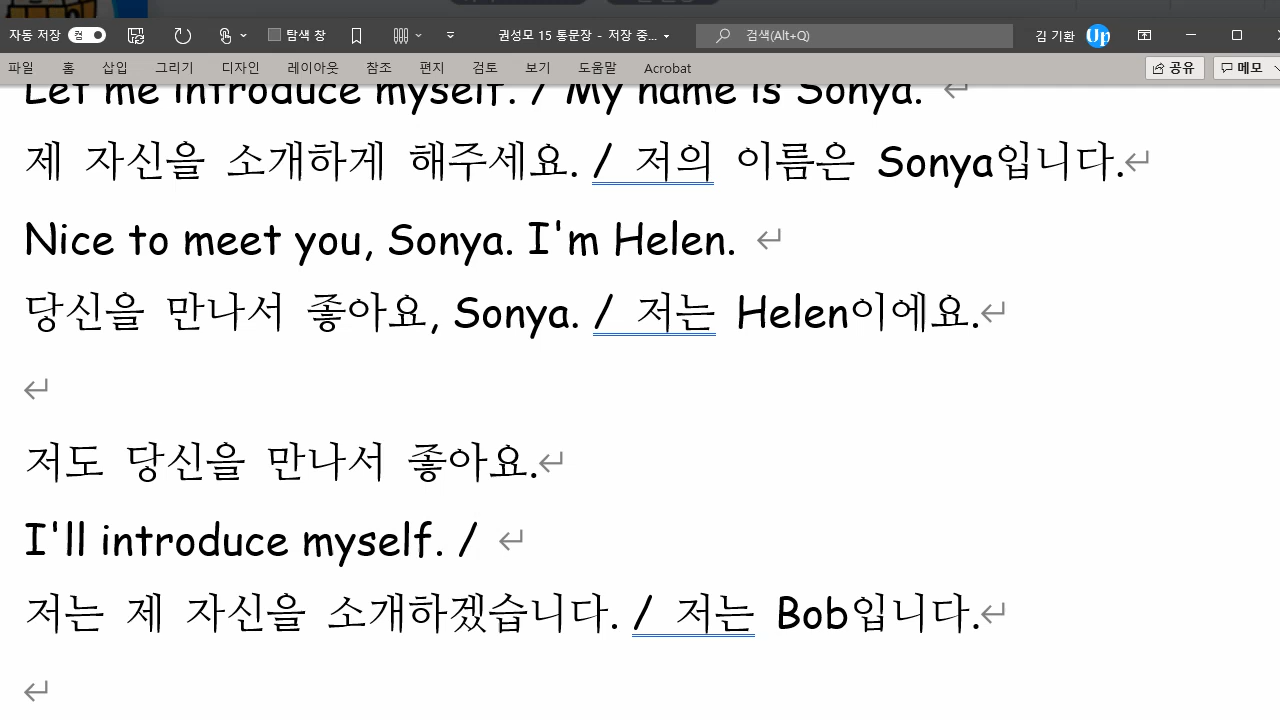 자동 저장 켬 탐색 창 권성모 15 통문장 - 저장 중... 검색(Alt+Q) 김 기환 Up
파일 홈 삽입 그리기 디자인 레이아웃 참조 편지 검토 보기 도움말 Acrobat 공유 메모
Let me introduce myself. / My name is Sonya.
제 자신을 소개하게 해주세요. / 저의 이름은 Sonya입니다.
Nice to meet you, Sonya. I'm Helen.
당신을 만나서 좋아요, Sonya. / 저는 Helen이에요.
저도 당신을 만나서 좋아요.
I'll introduce myself. /
저는 제 자신을 소개하겠습니다. / 저는 Bob입니다.